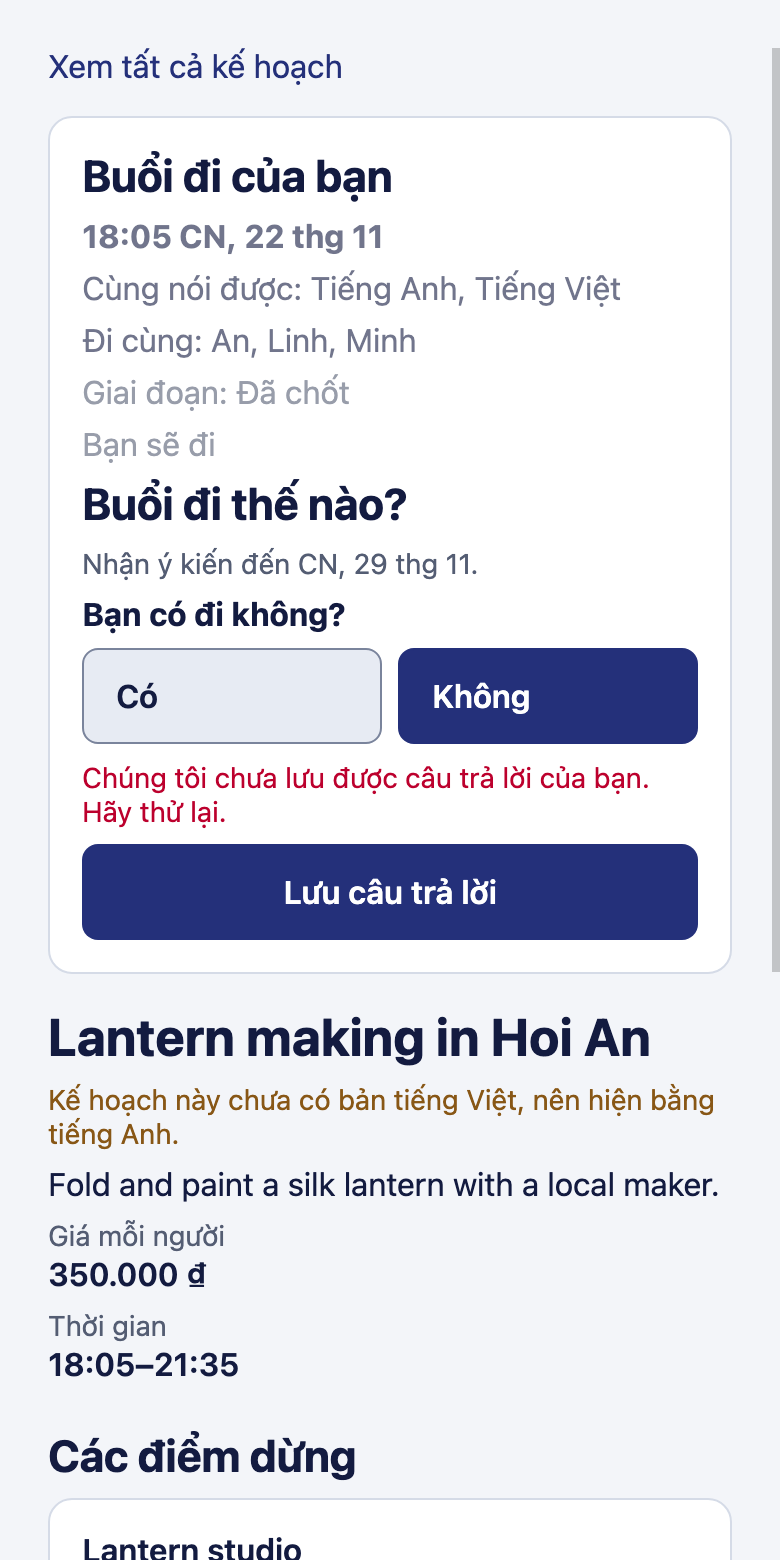 Xem tất cả kế hoạch
Buổi đi của bạn
18:05 CN, 22 thg 11
Cùng nói được: Tiếng Anh, Tiếng Việt
Đi cùng: An, Linh, Minh
Giai đoạn: Đã chốt
Bạn sẽ đi
Buổi đi thế nào?
Nhận ý kiến đến CN, 29 thg 11.
Bạn có đi không?
Có
Không
Chúng tôi chưa lưu được câu trả lời của bạn.
Hãy thử lại.
Lưu câu trả lời
Lantern making in Hoi An
Kế hoạch này chưa có bản tiếng Việt, nên hiện bằng
tiếng Anh.
Fold and paint a silk lantern with a local maker.
Giá mỗi người
350.000 ₫
Thời gian
18:05–21:35
Các điểm dừng
Lantern studio